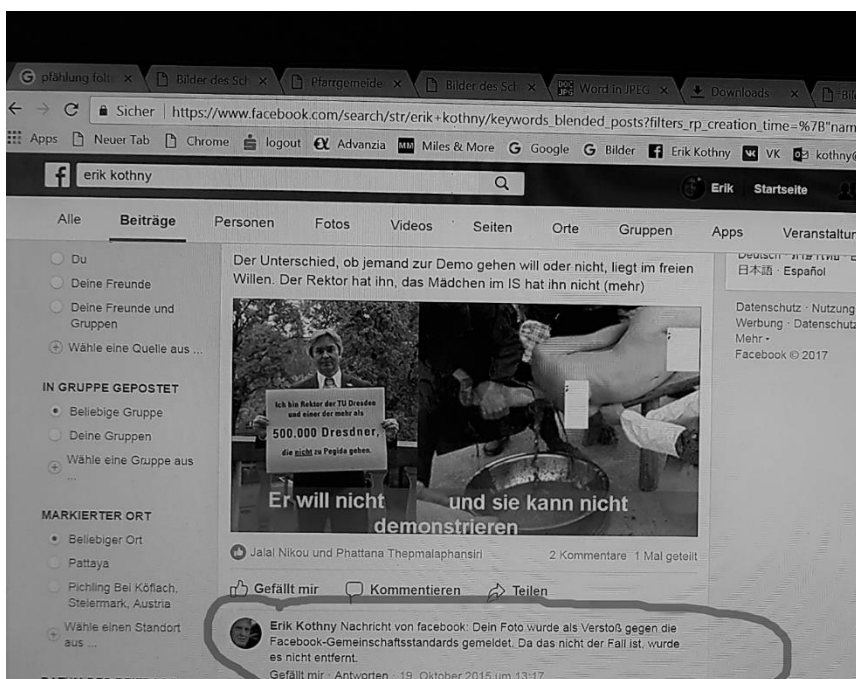 pfählung folt
Bilder des Sch
Pfarrgemeide
Bilder des Sch
Word in JPEG
Downloads
Sicher
https://www.facebook.com/search/str/erik+kothny/keywords_blended_posts?filters_rp_creation_time=%7B"nam
Apps
Neuer Tab
Chrome
logout
Advanzia
Miles & More
Google
Bilder
Erik Kothny
VK
kothny@
erik kothny
Erik
Startseite
Alle
Beiträge
Personen
Fotos
Videos
Seiten
Orte
Gruppen
Apps
Veranstaltur
Du
Deine Freunde
Deine Freunde und
Gruppen
Wähle eine Quelle aus ...
IN GRUPPE GEPOSTET
Beliebige Gruppe
Deine Gruppen
Wähle eine Gruppe aus
...
MARKIERTER ORT
Beliebiger Ort
Pattaya
Pichling Bei Köflach,
Steiermark, Austria
Wähle einen Standort
aus ...
Der Unterschied, ob jemand zur Demo gehen will oder nicht, liegt im freien
Willen. Der Rektor hat ihn, das Mädchen im IS hat ihn nicht (mehr)
Ich bin Rektor der TU Dresden
und einer der mehr als
500.000 Dresdner,
die nicht zu Pegida gehen.
Er will nicht und sie kann nicht
demonstrieren
Jalal Nikou und Phattana Thepmalaphansiri
2 Kommentare 1 Mal geteilt
Gefällt mir
Kommentieren
Teilen
Erik Kothny Nachricht von facebook: Dein Foto wurde als Verstoß gegen die
Facebook-Gemeinschaftsstandards gemeldet. Da das nicht der Fall ist, wurde
es nicht entfernt.
Gefällt mir · Antworten · 19. Oktober 2015 um 13:17
Deutsch
日本語 · Español
Datenschutz · Nutzung
Werbung · Datenschutz
Mehr
Facebook © 2017